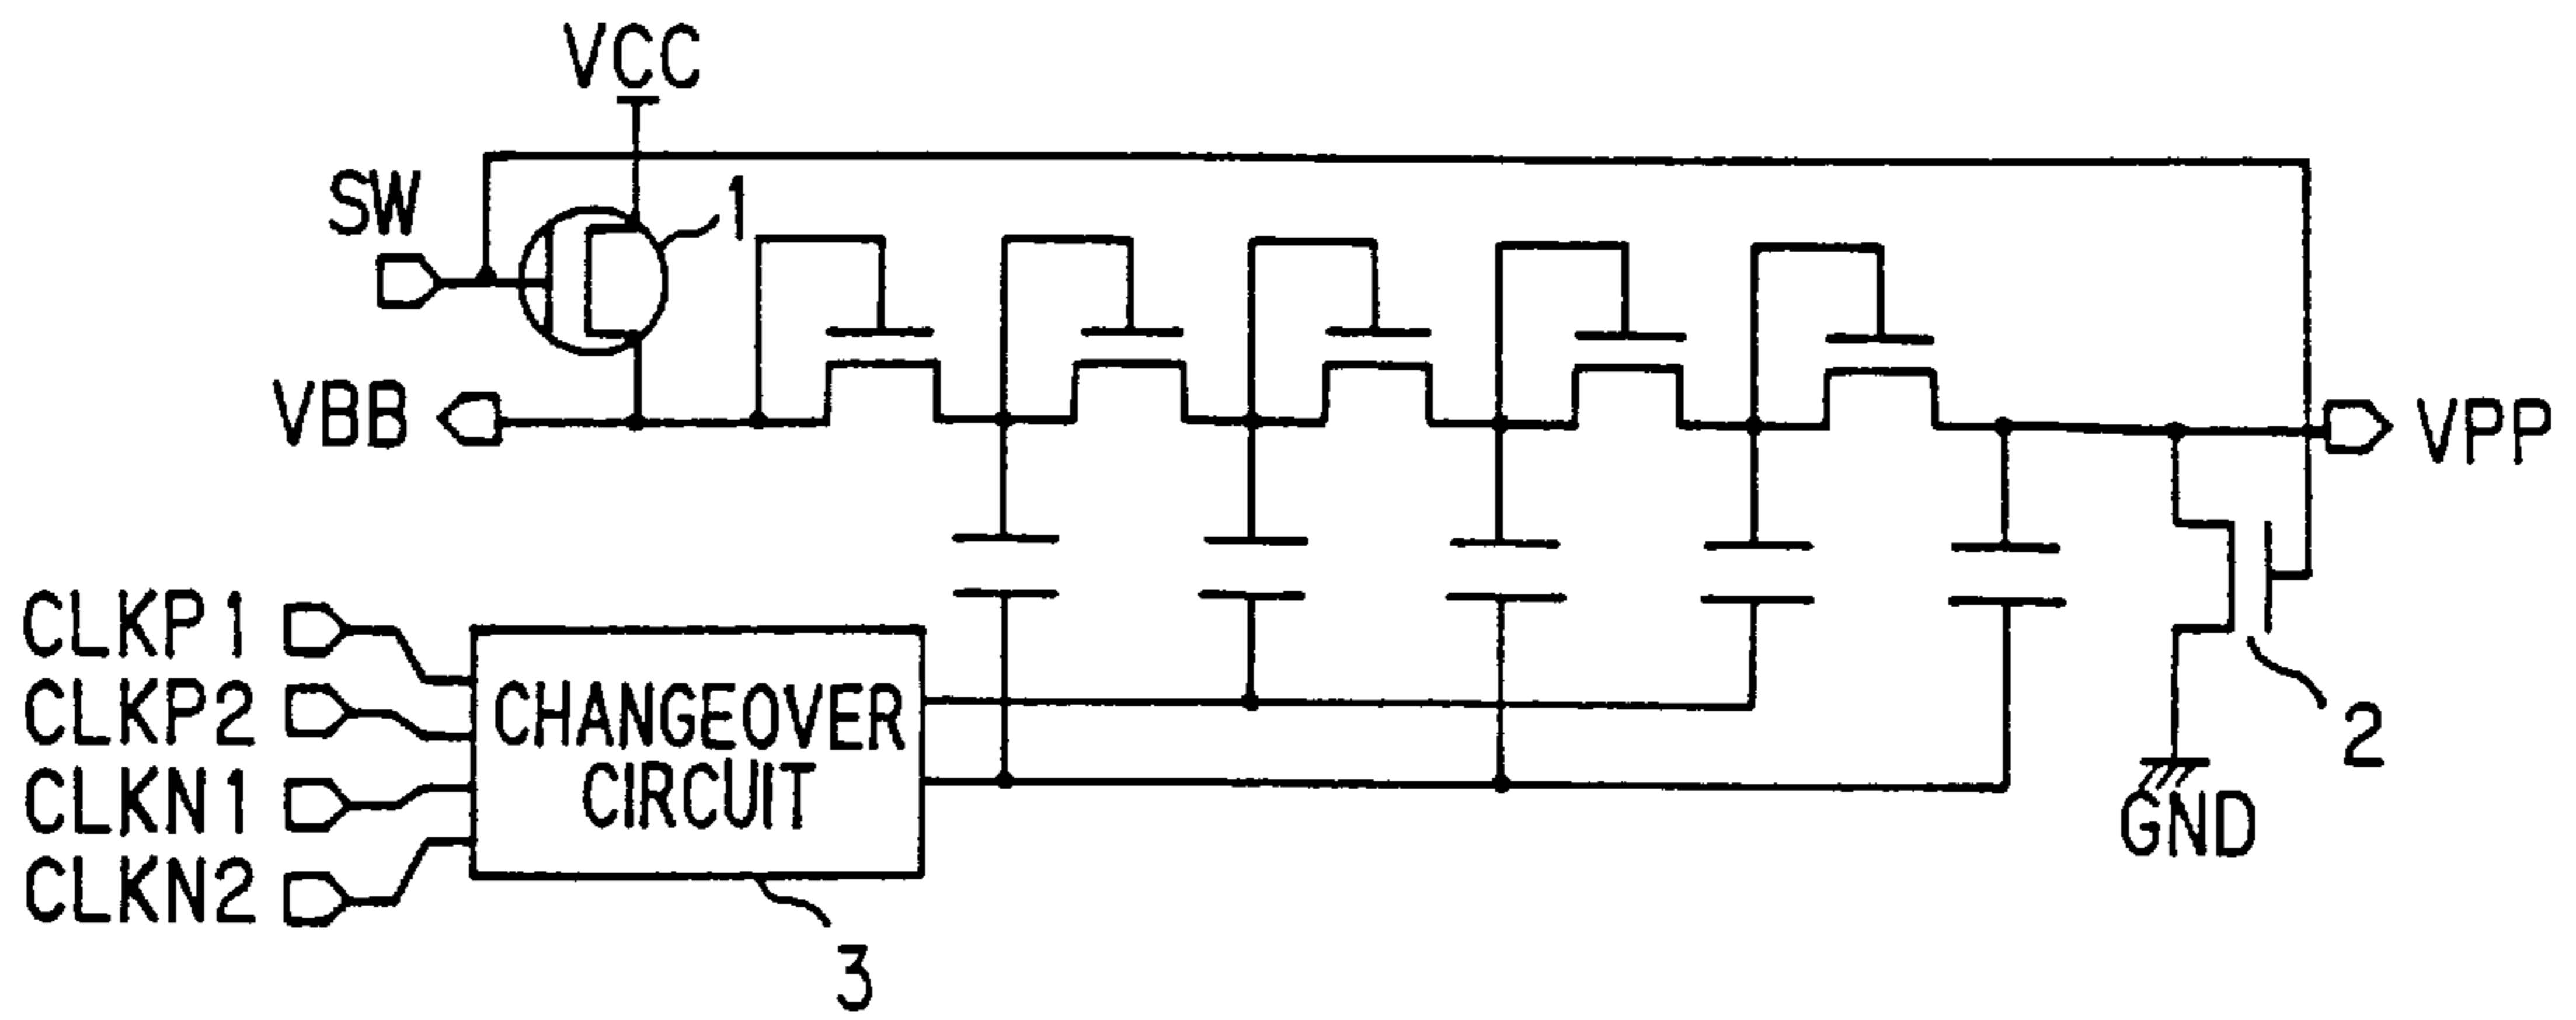 VCC
SW
1
VBB
VPP
CLKP1
CLKP2
CLKN1
CLKN2
CHANGEOVER
CIRCUIT
2
GND
3